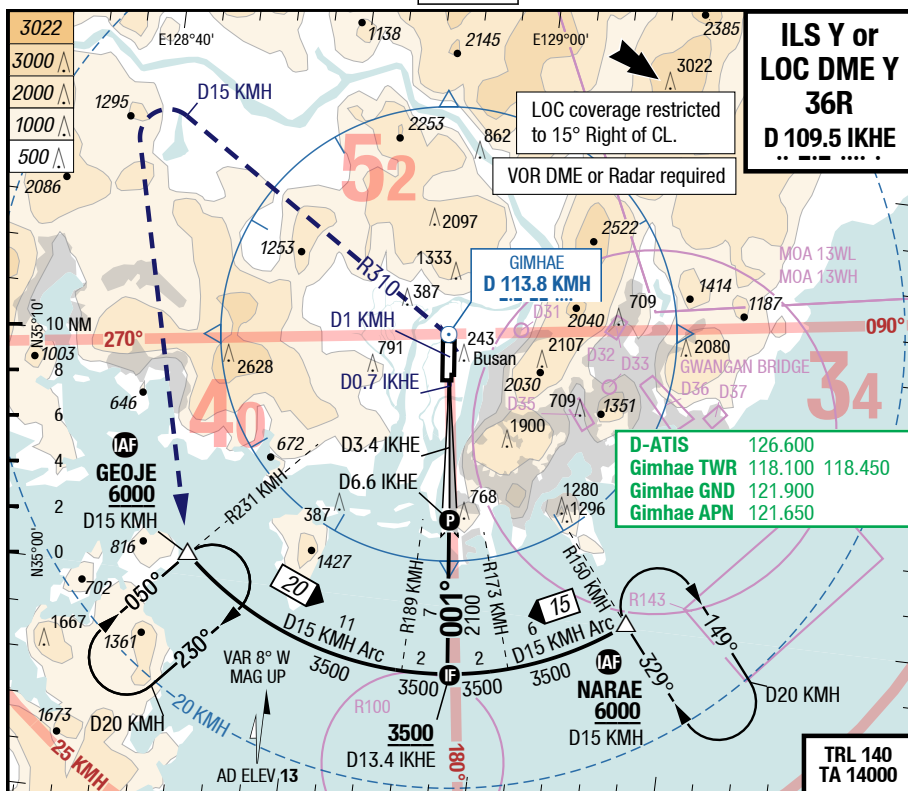 3022
3000
2000
1000
500
2086
E128°40'
1138
2145
E129°00'
2385
3022
ILS Y or
LOC DME Y
36R
D 109.5 IKHE
1295
D15 KMH
LOC coverage restricted
to 15° Right of CL.
2253
862
52
VOR DME or Radar required
2097
2522
1253
1333
R310
387
GIMHAE
D 113.8 KMH
MOA 13WL
MOA 13WH
1414
1187
709
N35°10'
10 NM
270°
D1 KMH
D31
2040
090°
1003
2628
791
243
Busan
2107
D32
2080
D33
GWANGAN BRIDGE
8
646
40
D0.7 IKHE
2030
D35
709
1351
D36
D37
34
6
IAF
GEOJE
6000
D15 KMH
672
D3.4 IKHE
1900
D-ATIS 126.600
Gimhae TWR 118.100 118.450
Gimhae GND 121.900
Gimhae APN 121.650
4
R231 KMH
D6.6 IKHE
P
768
1280
1296
2
387
N35°00'
0
816
1427
R189 KMH
R173 KMH
R150 KMH
702
050°
20
7
001°
2100
15
R143
149°
1667
1361
230°
11
D15 KMH Arc
3500
6
D15 KMH Arc
3500
329°
VAR 8° W
MAG UP
2
3500
IF
2
3500
IAF
NARAE
6000
D15 KMH
D20 KMH
D20 KMH
20 KMH
R100
3500
D13.4 IKHE
180°
1673
25 KMH
AD ELEV 13
TRL 140
TA 14000